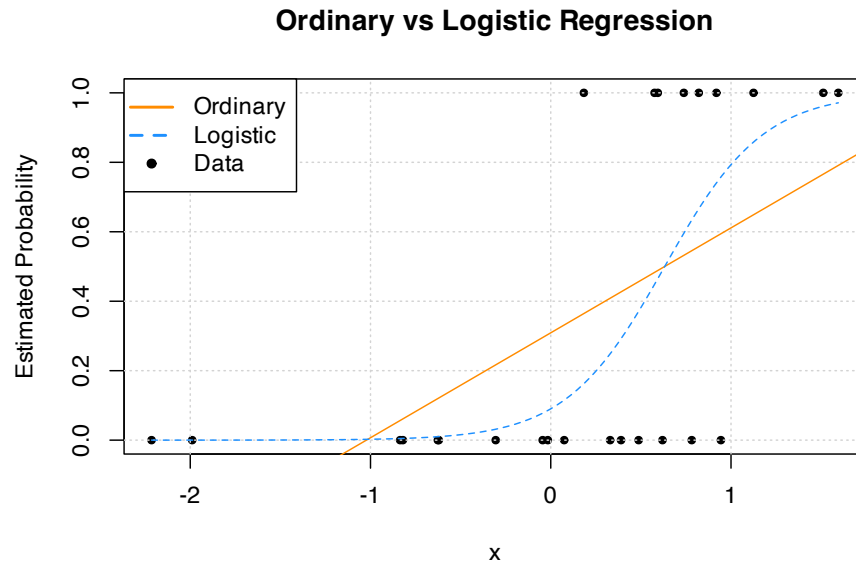 Ordinary vs Logistic Regression
Estimated Probability
1.0
0.8
0.6
0.4
0.2
0.0
Ordinary
Logistic
Data
-2 -1 0 1
x